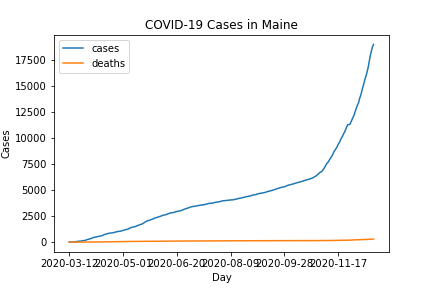 COVID-19 Cases in Maine
cases
deaths
17500
15000
12500
10000
7500
5000
2500
0
Cases
2020-03-12 2020-05-01 2020-06-20 2020-08-09 2020-09-28 2020-11-17
Day